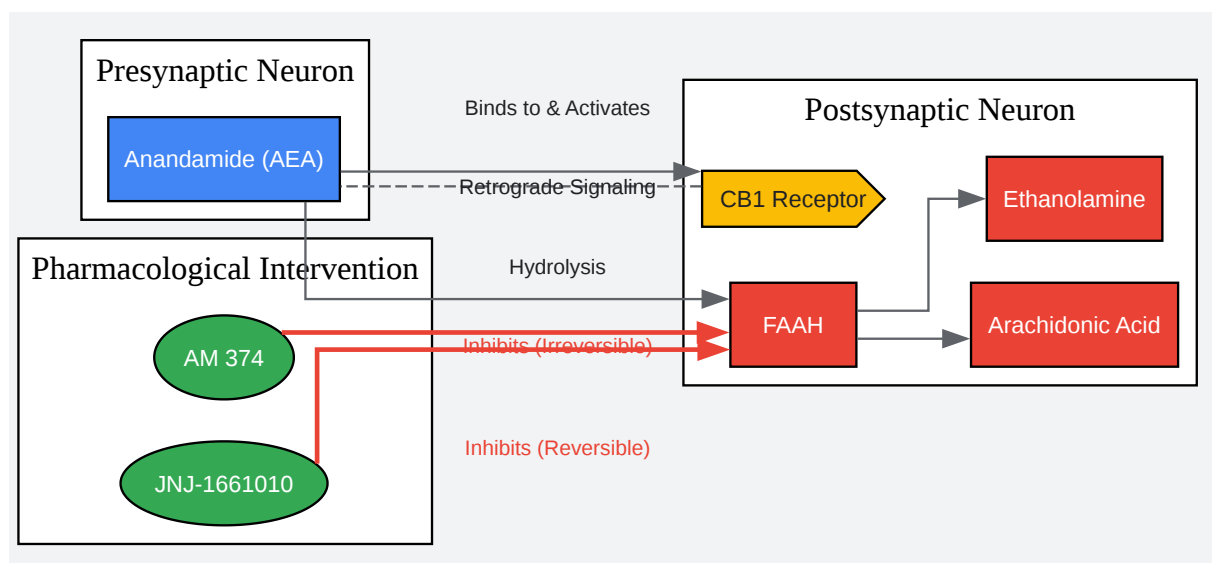 Presynaptic Neuron
Anandamide (AEA)
Binds to & Activates
Retrograde Signaling
Hydrolysis
Inhibits (Irreversible)
Inhibits (Reversible)
Postsynaptic Neuron
CB1 Receptor
Ethanolamine
FAAH
Arachidonic Acid
Pharmacological Intervention
AM 374
JNJ-1661010